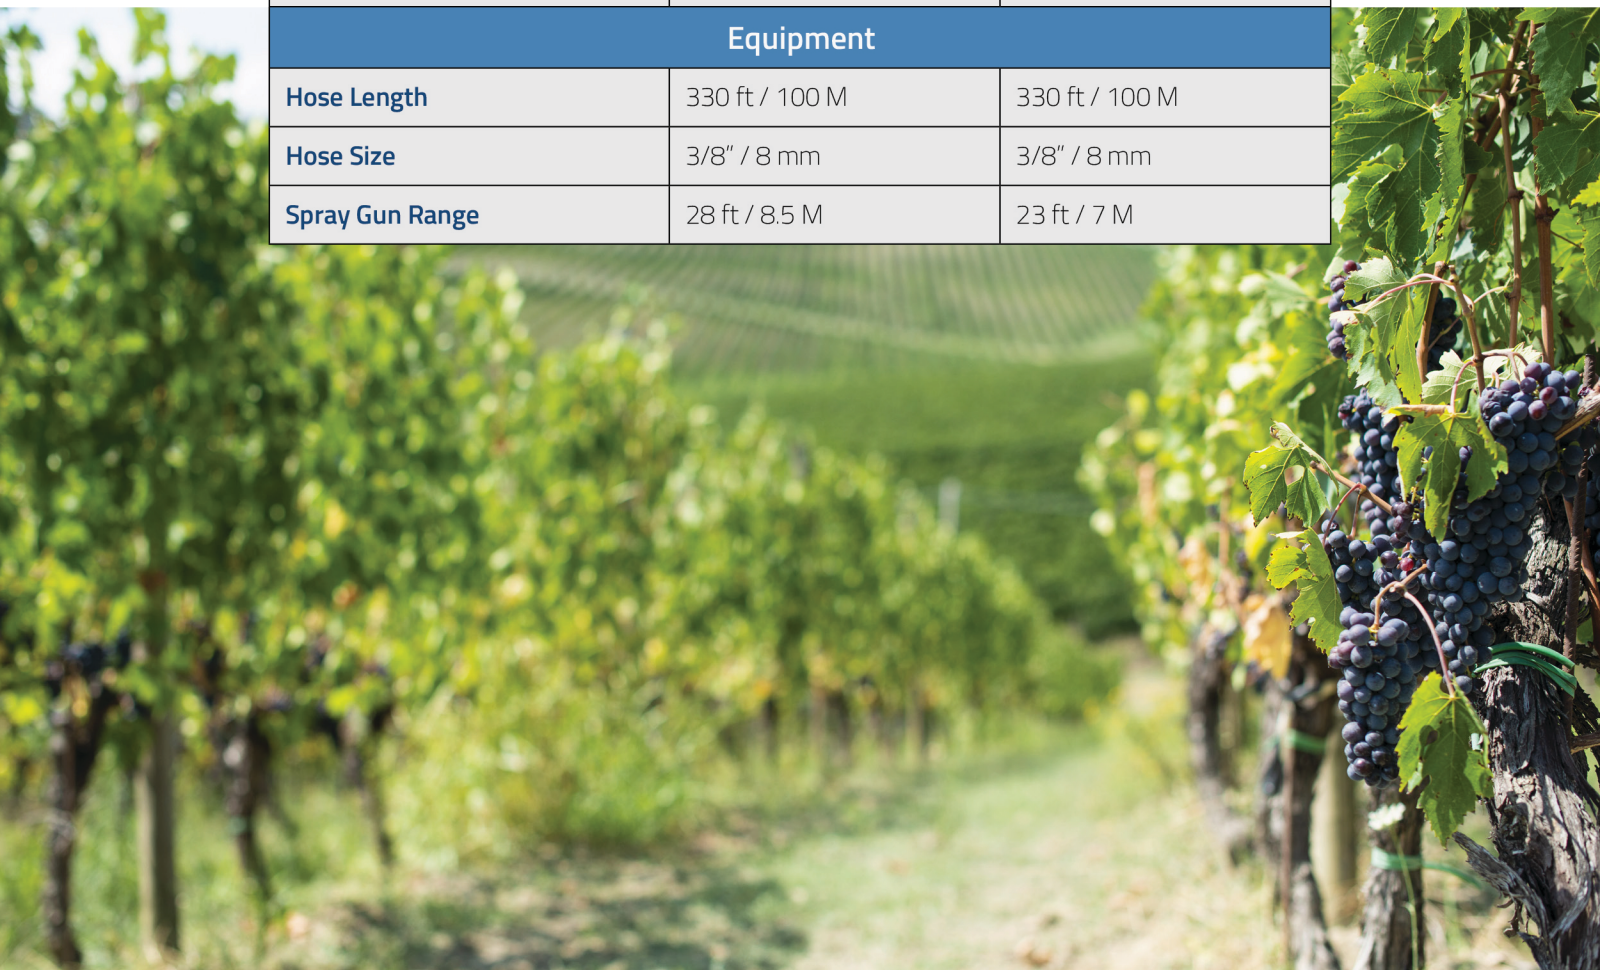 Equipment
Hose Length 330 ft / 100 M 330 ft / 100 M
Hose Size 3/8" / 8 mm 3/8" / 8 mm
Spray Gun Range 28 ft / 8.5 M 23 ft / 7 M